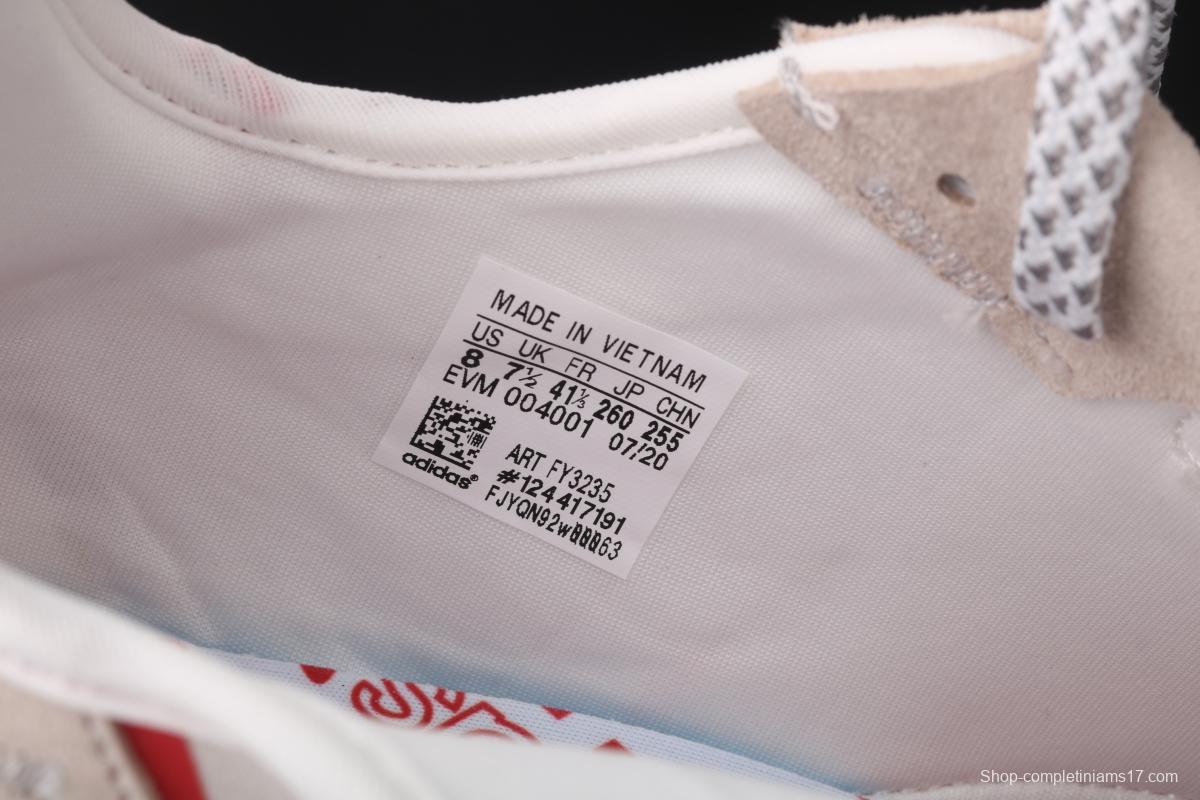 MADE IN VIETNAM
US UK FR JP CHN
8 7½ 41⅓ 260 255
EVM 004001 07/20
ART FY3235
#124417191
adidas®
Shop-completiniams17.com